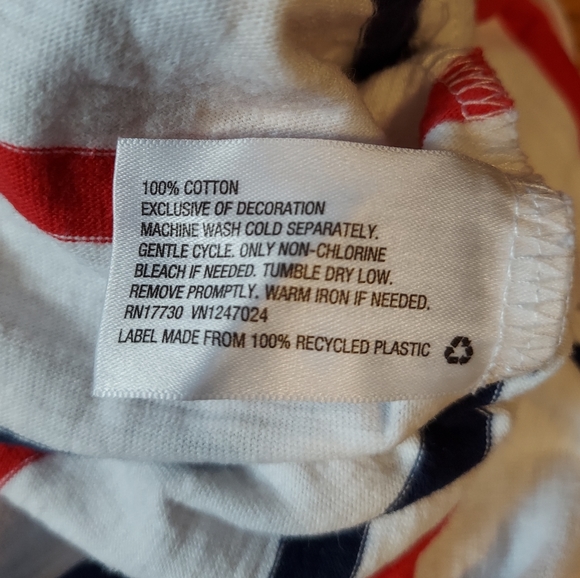 100% COTTON
EXCLUSIVE OF DECORATION
MACHINE WASH COLD SEPARATELY.
GENTLE CYCLE. ONLY NON-CHLORINE
BLEACH IF NEEDED. TUMBLE DRY LOW.
REMOVE PROMPTLY. WARM IRON IF NEEDED.
RN17730 VN1247024
LABEL MADE FROM 100% RECYCLED PLASTIC